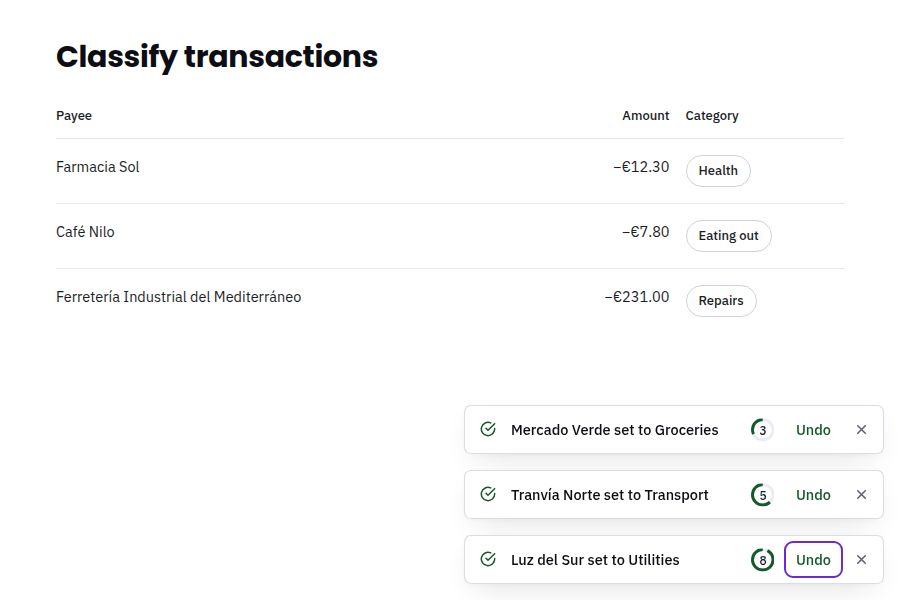 Classify transactions
Payee Amount Category
Farmacia Sol −€12.30 Health
Café Nilo −€7.80 Eating out
Ferretería Industrial del Mediterráneo −€231.00 Repairs
Mercado Verde set to Groceries 3 Undo
Tranvía Norte set to Transport 5 Undo
Luz del Sur set to Utilities 8 Undo